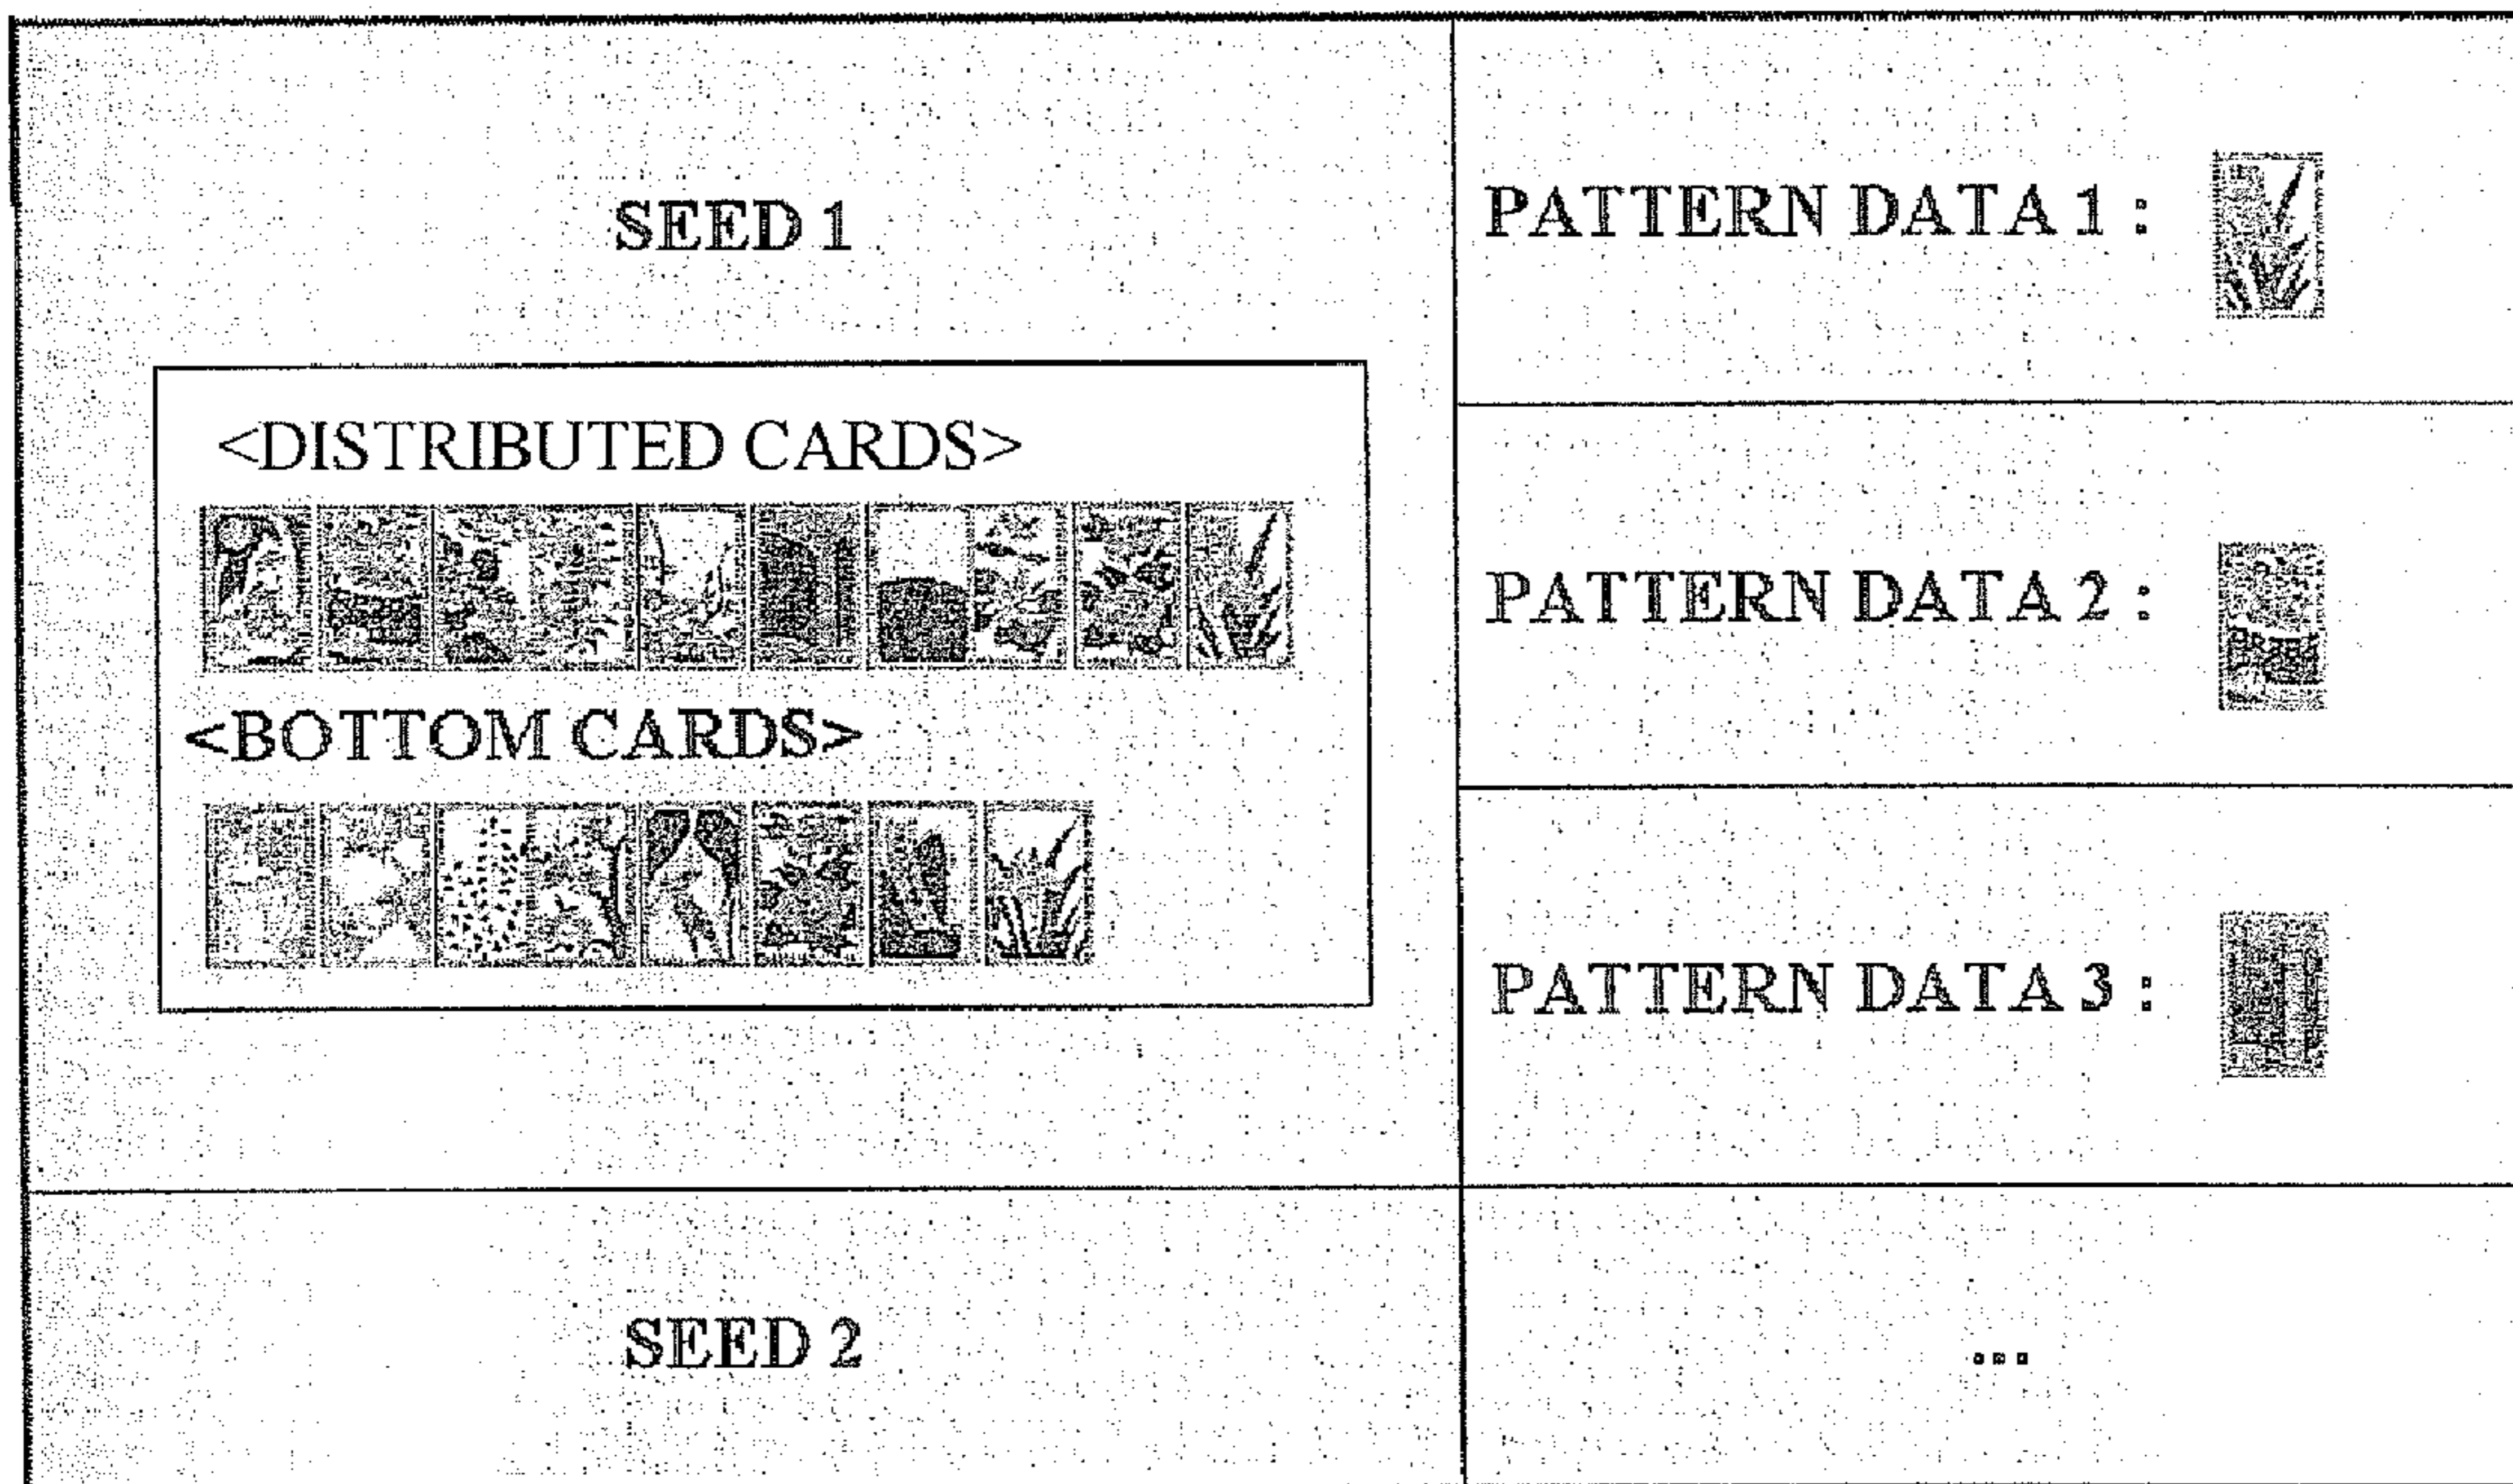 SEED 1
<DISTRIBUTED CARDS>
<BOTTOM CARDS>
PATTERN DATA 1 :
PATTERN DATA 2 :
PATTERN DATA 3 :
SEED 2
...